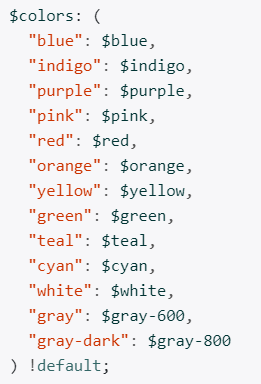 $colors: (
  "blue": $blue,
  "indigo": $indigo,
  "purple": $purple,
  "pink": $pink,
  "red": $red,
  "orange": $orange,
  "yellow": $yellow,
  "green": $green,
  "teal": $teal,
  "cyan": $cyan,
  "white": $white,
  "gray": $gray-600,
  "gray-dark": $gray-800
) !default;